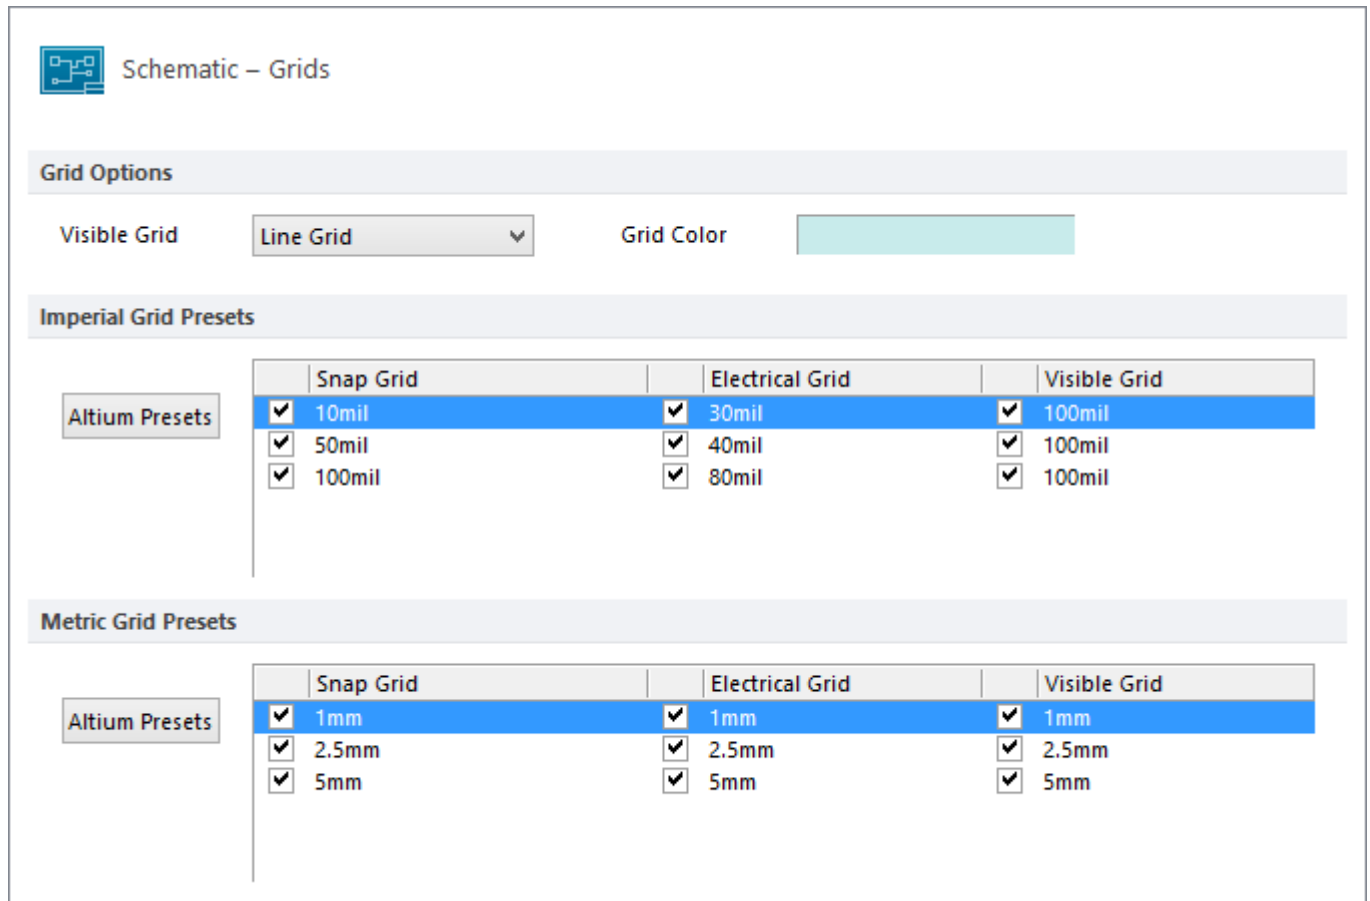 Schematic – Grids
Grid Options
Visible Grid Line Grid Grid Color
Imperial Grid Presets
Snap Grid Electrical Grid Visible Grid
Altium Presets
10mil 30mil 100mil
50mil 40mil 100mil
100mil 80mil 100mil
Metric Grid Presets
Snap Grid Electrical Grid Visible Grid
Altium Presets
1mm 1mm 1mm
2.5mm 2.5mm 2.5mm
5mm 5mm 5mm